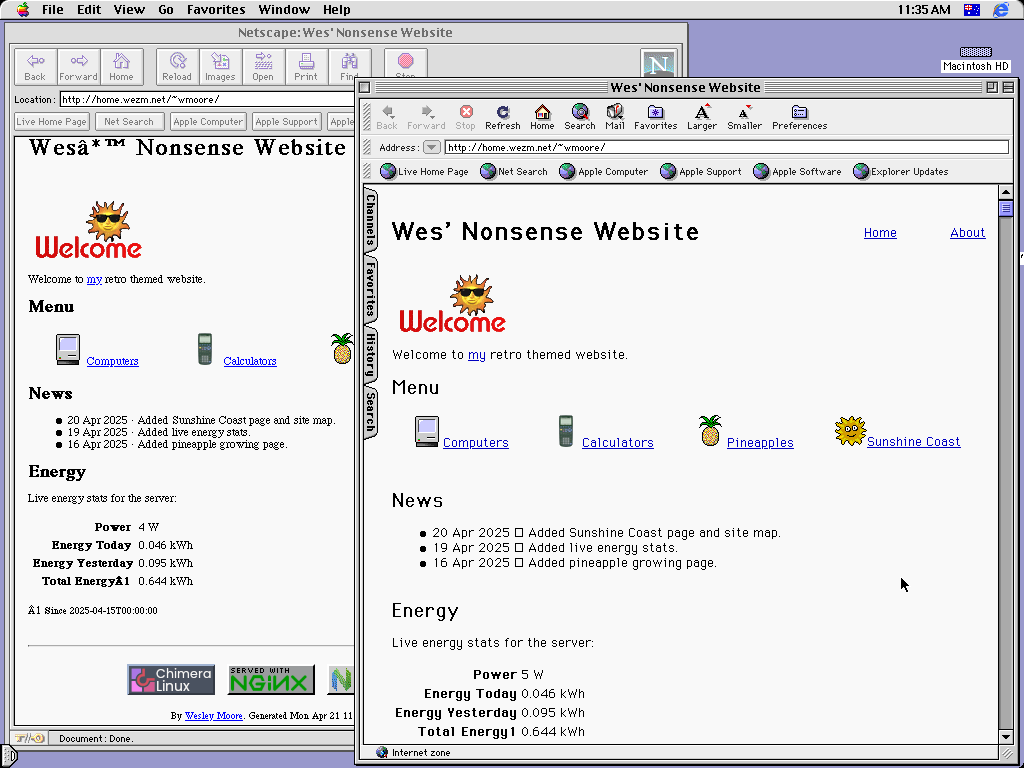 File Edit View Go Favorites Window Help 11:35 AM
Macintosh HD
Netscape: Wes' Nonsense Website
Back Forward Home Reload Images Open Print Find Stop
N
Location: http://home.wezm.net/~wmoore/
Live Home Page Net Search Apple Computer Apple Support Apple
Wesâ*™ Nonsense Website
Welcome
Welcome to my retro themed website.
Menu
Computers Calculators
News
20 Apr 2025 · Added Sunshine Coast page and site map.
19 Apr 2025 · Added live energy stats.
16 Apr 2025 · Added pineapple growing page.
Energy
Live energy stats for the server:
Power 4 W
Energy Today 0.046 kWh
Energy Yesterday 0.095 kWh
Total EnergyÂ1 0.644 kWh
Â1 Since 2025-04-15T00:00:00
Chimera Linux
SERVED WITH NGINX
N
By Wesley Moore. Generated Mon Apr 21 11
Document: Done.
Wes' Nonsense Website
Back Forward Stop Refresh Home Search Mail Favorites Larger Smaller Preferences
Address: http://home.wezm.net/~wmoore/
Live Home Page Net Search Apple Computer Apple Support Apple Software Explorer Updates
Channels
Favorites
History
Search
Wes’ Nonsense Website Home About
Welcome
Welcome to my retro themed website.
Menu
Computers Calculators Pineapples Sunshine Coast
News
20 Apr 2025 □ Added Sunshine Coast page and site map.
19 Apr 2025 □ Added live energy stats.
16 Apr 2025 □ Added pineapple growing page.
Energy
Live energy stats for the server:
Power 5 W
Energy Today 0.046 kWh
Energy Yesterday 0.095 kWh
Total Energy1 0.644 kWh
Internet zone